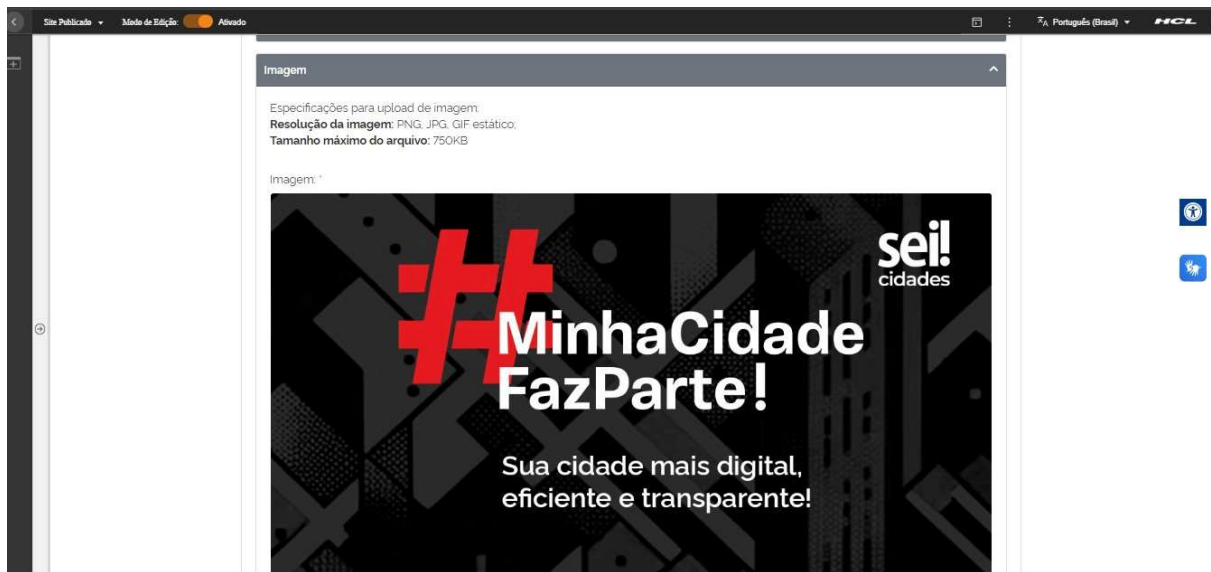 Site Publicado Modo de Edição: Ativado Português (Brasil) HCL
Imagem
Especificações para upload de imagem:
Resolução da imagem: PNG, JPG, GIF estático;
Tamanho máximo do arquivo: 750KB
Imagem: *
sei!
cidades
#MinhaCidade
FazParte!
Sua cidade mais digital,
eficiente e transparente!